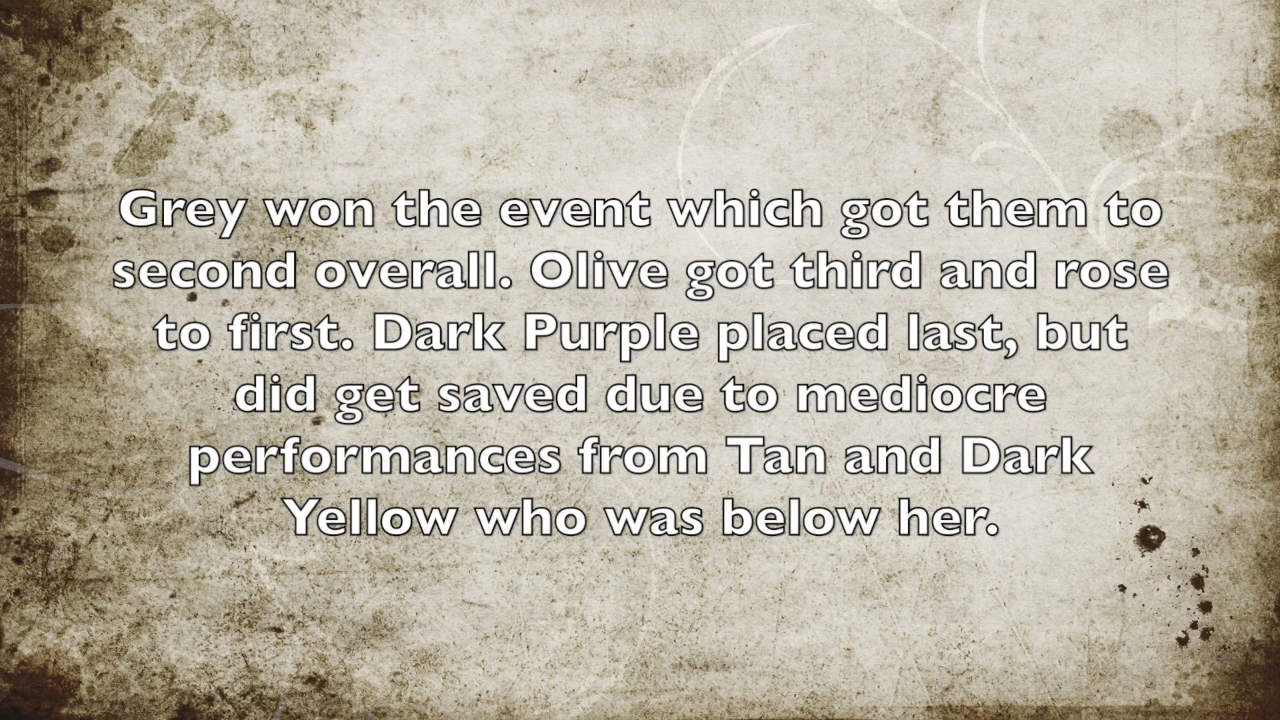 Grey won the event which got them to
second overall. Olive got third and rose
to first. Dark Purple placed last, but
did get saved due to mediocre
performances from Tan and Dark
Yellow who was below her.